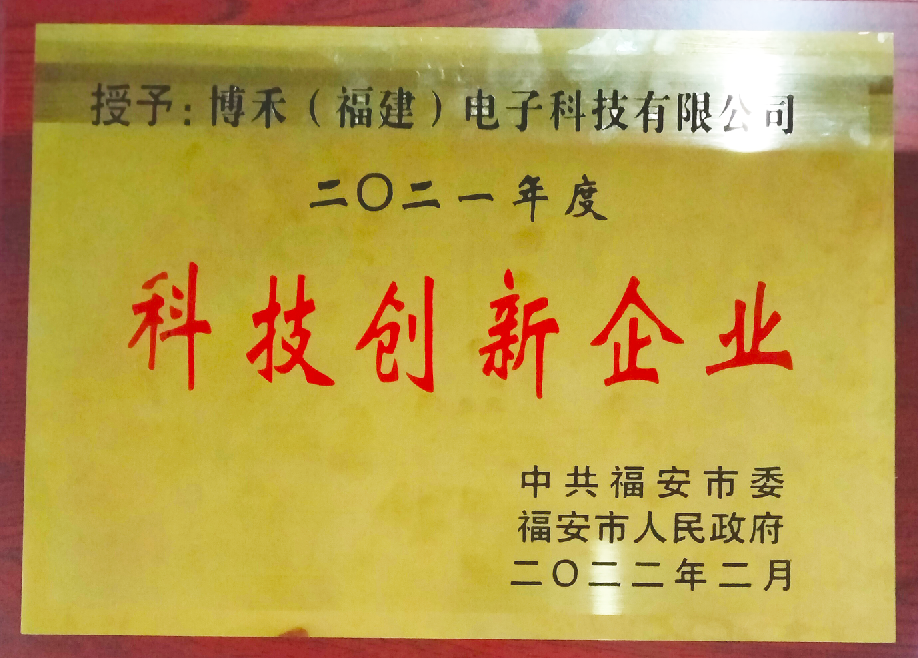 授予：博禾（福建）电子科技有限公司
二〇二一年度
科技创新企业
中共福安市委
福安市人民政府
二〇二二年二月